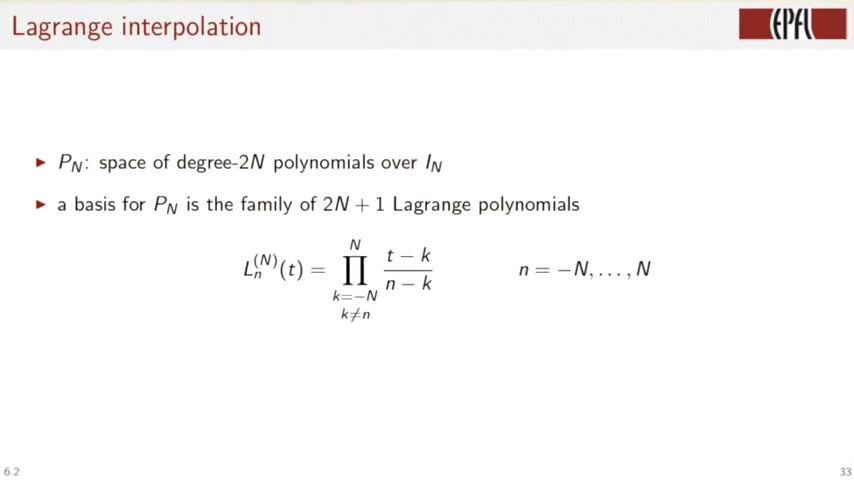 Lagrange interpolation
EPFL
▶ P_N: space of degree-2N polynomials over I_N
▶ a basis for P_N is the family of 2N + 1 Lagrange polynomials
L_n^{(N)}(t) = ∏_{k=−N, k≠n}^{N} (t − k)/(n − k) n = −N, . . . , N
6.2
33